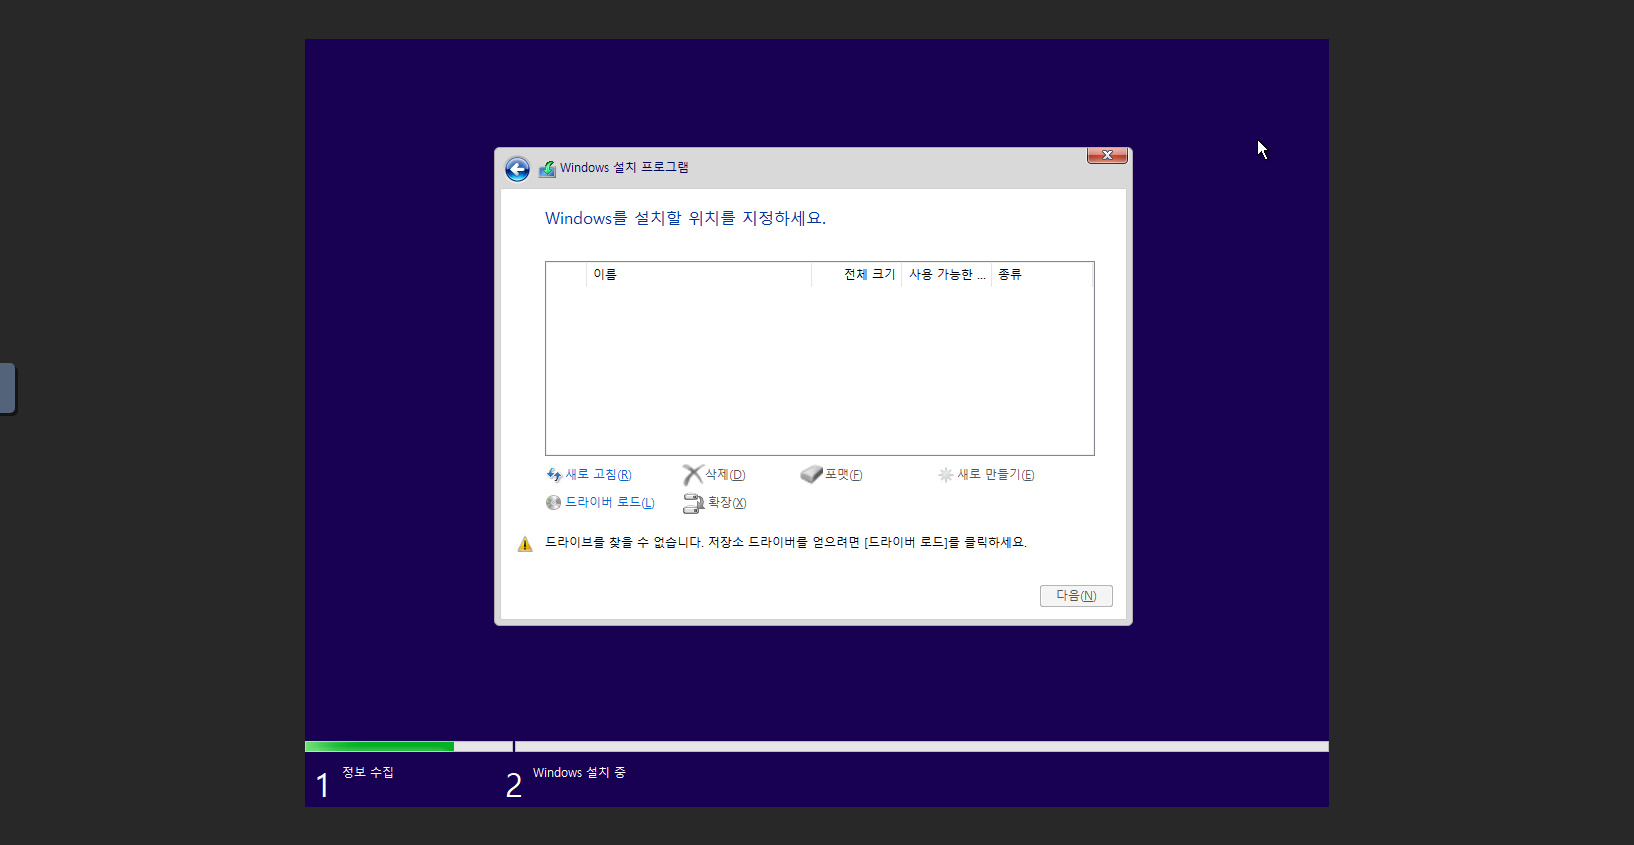 Windows 설치 프로그램
Windows를 설치할 위치를 지정하세요.
이름 전체 크기 사용 가능한 ... 종류
새로 고침(R) 삭제(D) 포맷(F) 새로 만들기(E)
드라이버 로드(L) 확장(X)
드라이브를 찾을 수 없습니다. 저장소 드라이버를 얻으려면 [드라이버 로드]를 클릭하세요.
다음(N)
1 정보 수집 2 Windows 설치 중